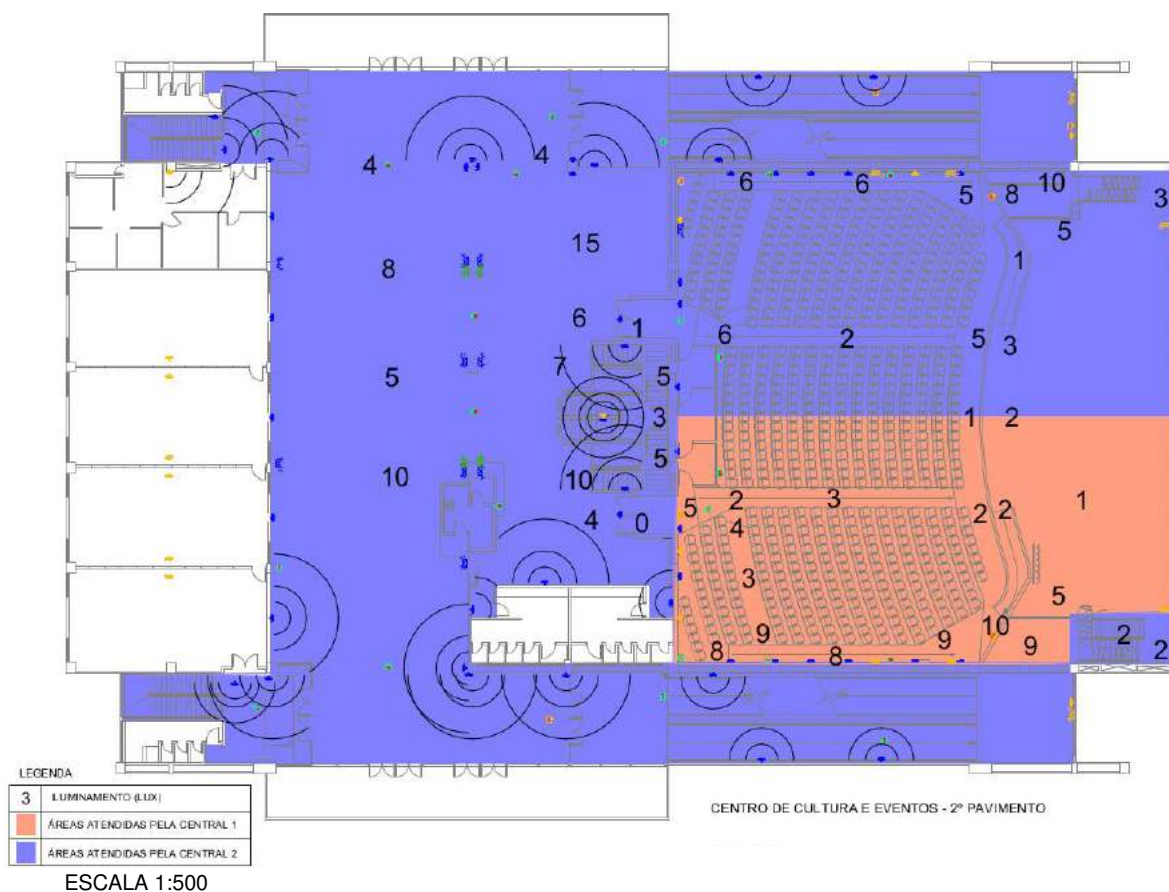 4 4
6 6 5 8 10 3
5
15
8 1
6 1 6 2 5 3
7
5 5
3 1 2
5
10 10
5 2 3 2 2 1
4 0 4
3 5
9 9 10 9 2
8 8 2
LEGENDA
3 ILUMINAMENTO (LUX)
ÁREAS ATENDIDAS PELA CENTRAL 1
ÁREAS ATENDIDAS PELA CENTRAL 2
CENTRO DE CULTURA E EVENTOS - 2º PAVIMENTO
ESCALA 1:500